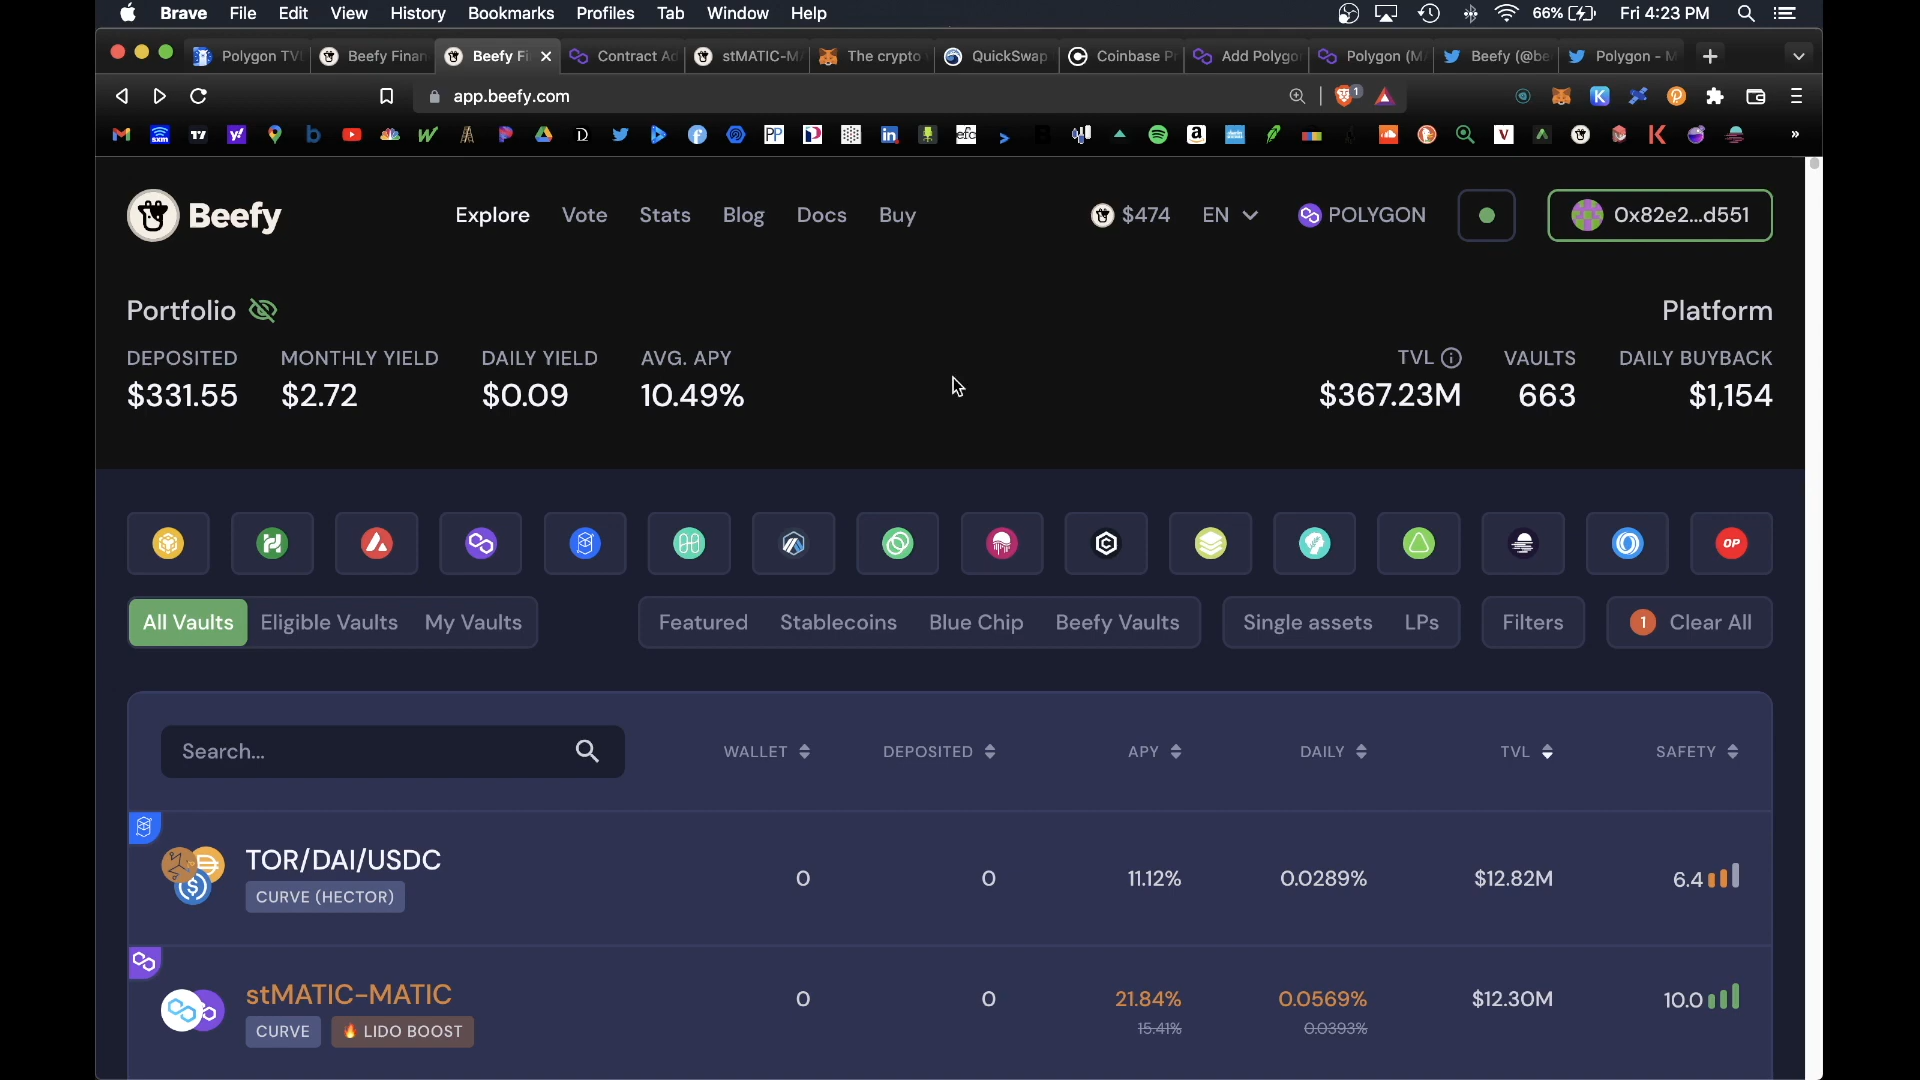 Brave File Edit View History Bookmarks Profiles Tab Window Help 66% Fri 4:23 PM
Polygon TV Beefy Finan Beefy Fi Contract Ad stMATIC-M The crypto QuickSwap Coinbase P Add Polygo Polygon (MA Beefy (@be Polygon - M
app.beefy.com 1
Beefy Explore Vote Stats Blog Docs Buy $474 EN POLYGON 0x82e2...d551
Portfolio Platform
DEPOSITED MONTHLY YIELD DAILY YIELD AVG. APY TVL VAULTS DAILY BUYBACK
$331.55 $2.72 $0.09 10.49% $367.23M 663 $1,154
OP
All Vaults Eligible Vaults My Vaults Featured Stablecoins Blue Chip Beefy Vaults Single assets LPs Filters 1 Clear All
Search... WALLET DEPOSITED APY DAILY TVL SAFETY
TOR/DAI/USDC
CURVE (HECTOR)
0 0 11.12% 0.0289% $12.82M 6.4
stMATIC-MATIC
CURVE LIDO BOOST
0 0 21.84% 0.0569% $12.30M 10.0
15.41% 0.0393%